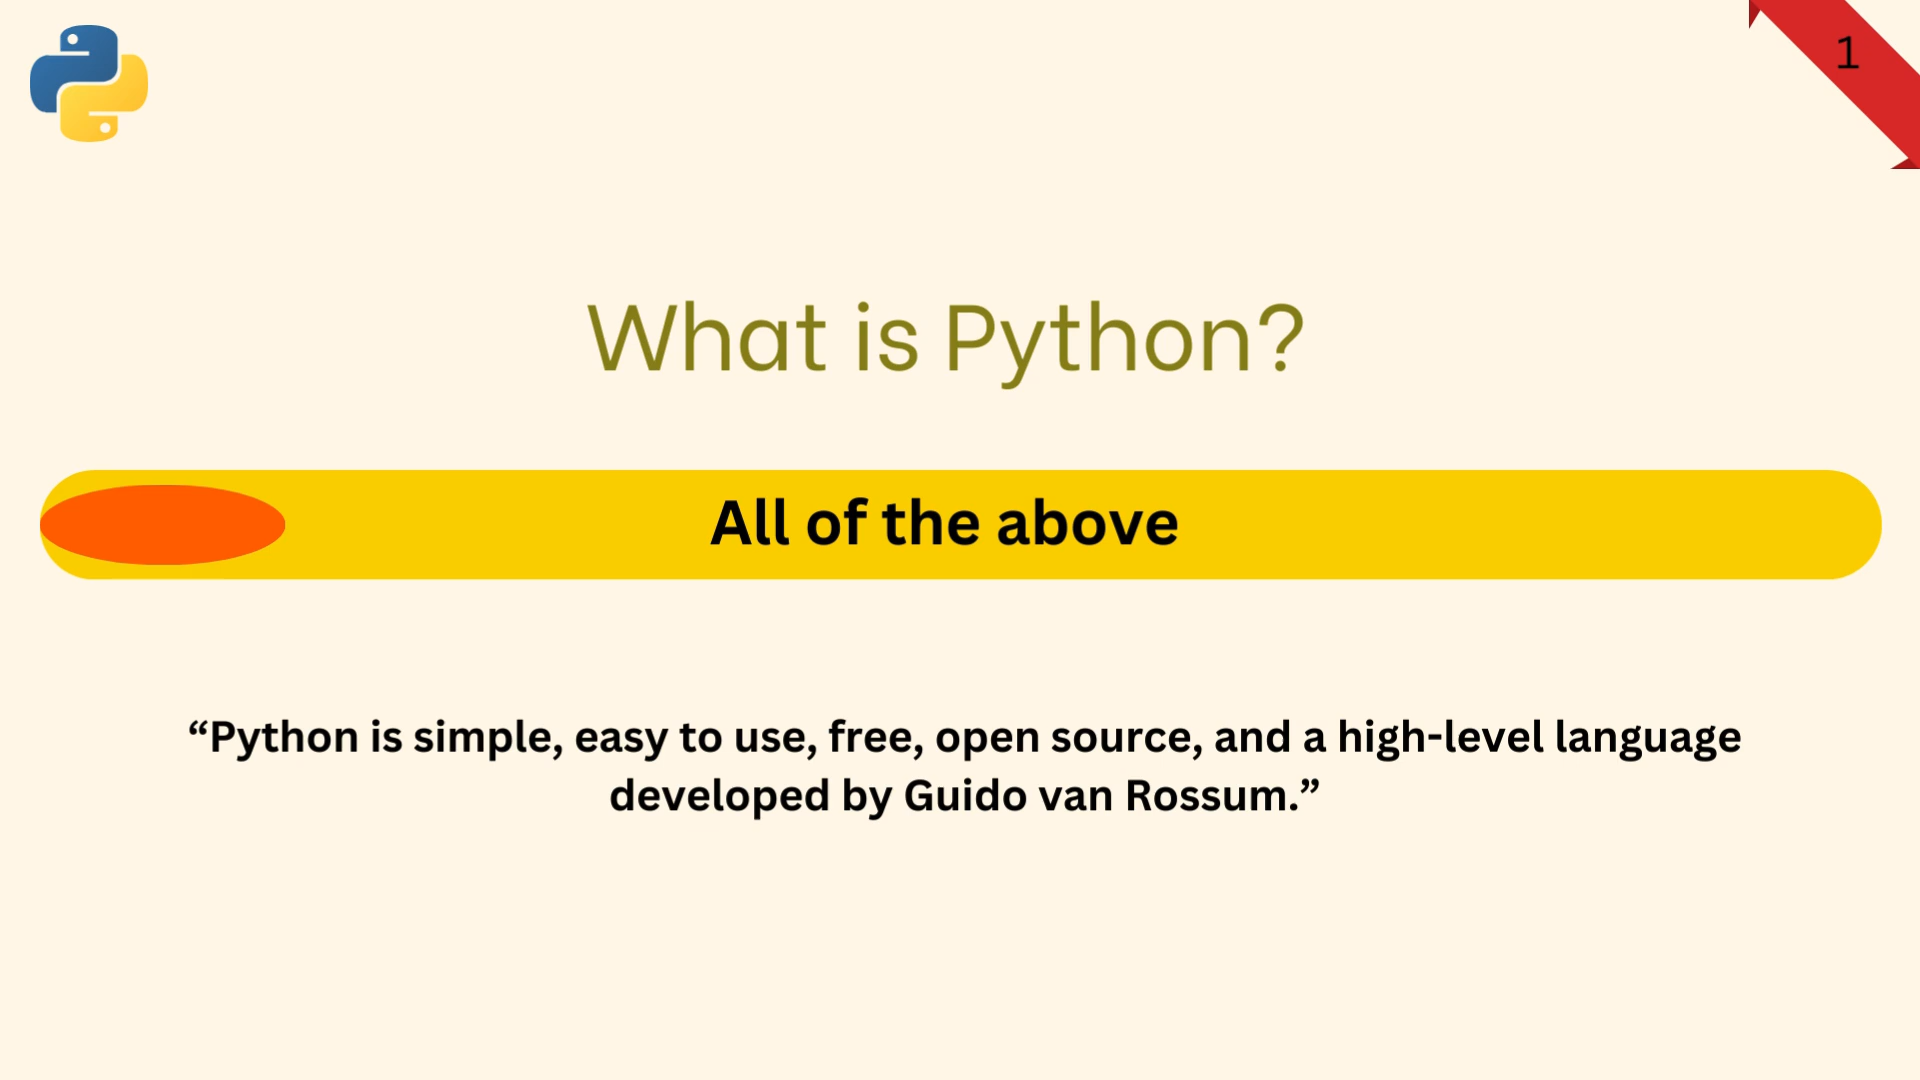 1
What is Python?
All of the above
“Python is simple, easy to use, free, open source, and a high-level language
developed by Guido van Rossum.”